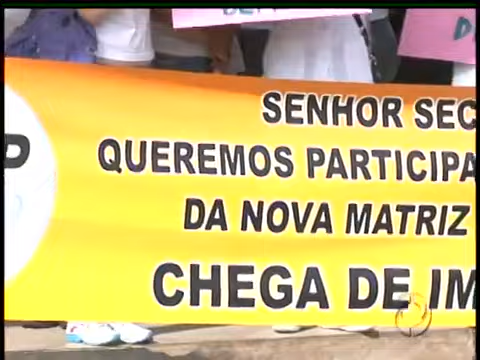 SENHOR SEC
QUEREMOS PARTICIPA
DA NOVA MATRIZ
CHEGA DE IM